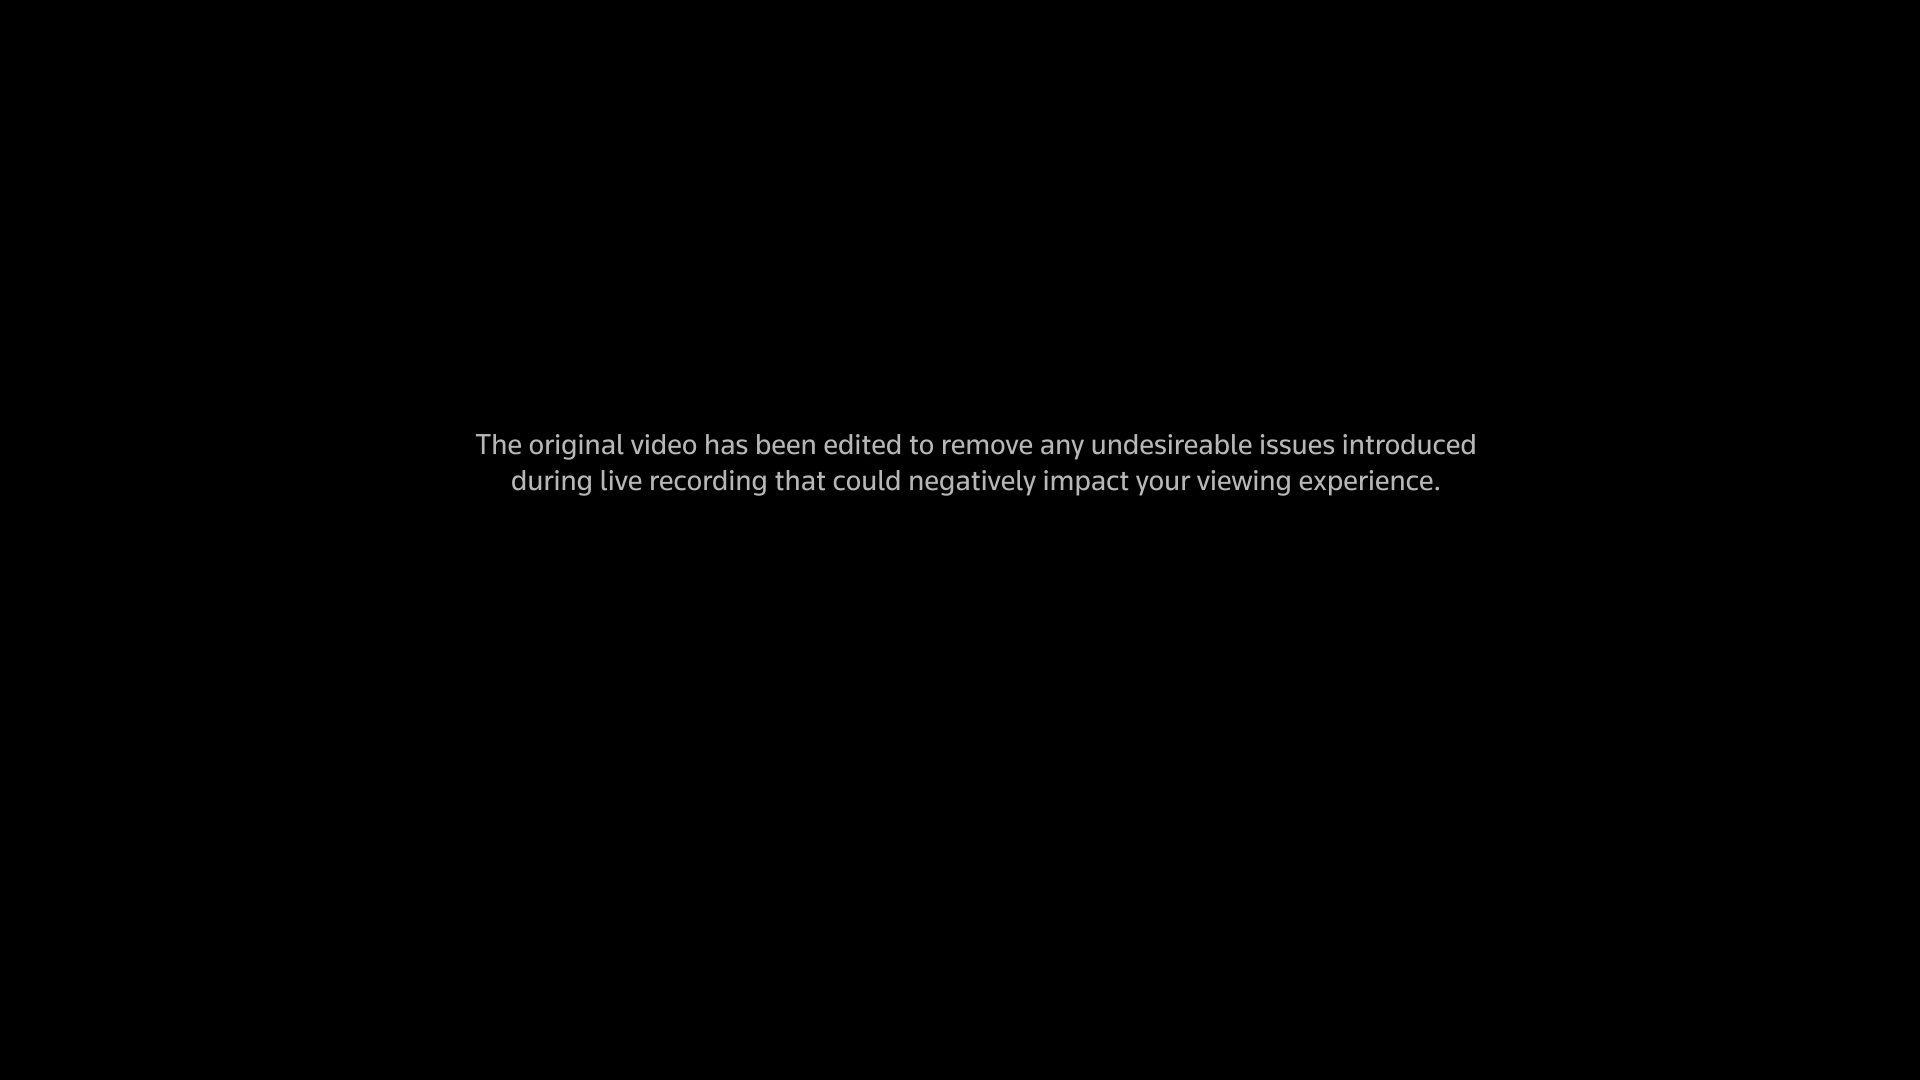 The original video has been edited to remove any undesireable issues introduced
during live recording that could negatively impact your viewing experience.